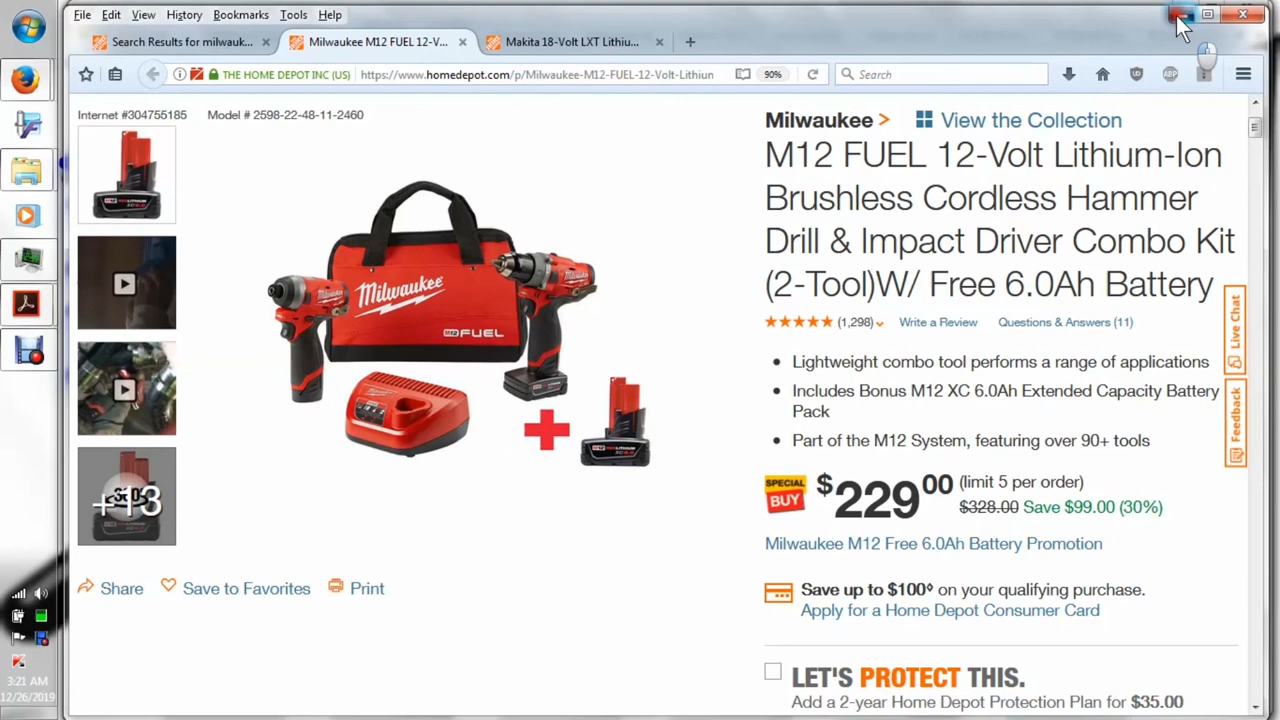 File Edit View History Bookmarks Tools Help
Search Results for milwauk...
Milwaukee M12 FUEL 12-V...
Makita 18-Volt LXT Lithiu...
THE HOME DEPOT INC (US)
https://www.homedepot.com/p/Milwaukee-M12-FUEL-12-Volt-Lithiun
90%
Search
ABP
Internet #304755185 Model # 2598-22-48-11-2460
Milwaukee >
View the Collection
M12 FUEL 12-Volt Lithium-Ion
Brushless Cordless Hammer
Drill & Impact Driver Combo Kit
(2-Tool)W/ Free 6.0Ah Battery
(1,298) Write a Review Questions & Answers (11)
• Lightweight combo tool performs a range of applications
• Includes Bonus M12 XC 6.0Ah Extended Capacity Battery
Pack
• Part of the M12 System, featuring over 90+ tools
SPECIAL
BUY
$229.00 (limit 5 per order)
$328.00 Save $99.00 (30%)
Milwaukee M12 Free 6.0Ah Battery Promotion
Save up to $100◊ on your qualifying purchase.
Apply for a Home Depot Consumer Card
LET'S PROTECT THIS.
Add a 2-year Home Depot Protection Plan for $35.00
Live Chat
Feedback
Milwaukee
M12 FUEL
+13
Share Save to Favorites Print
3:21 AM
12/26/2019